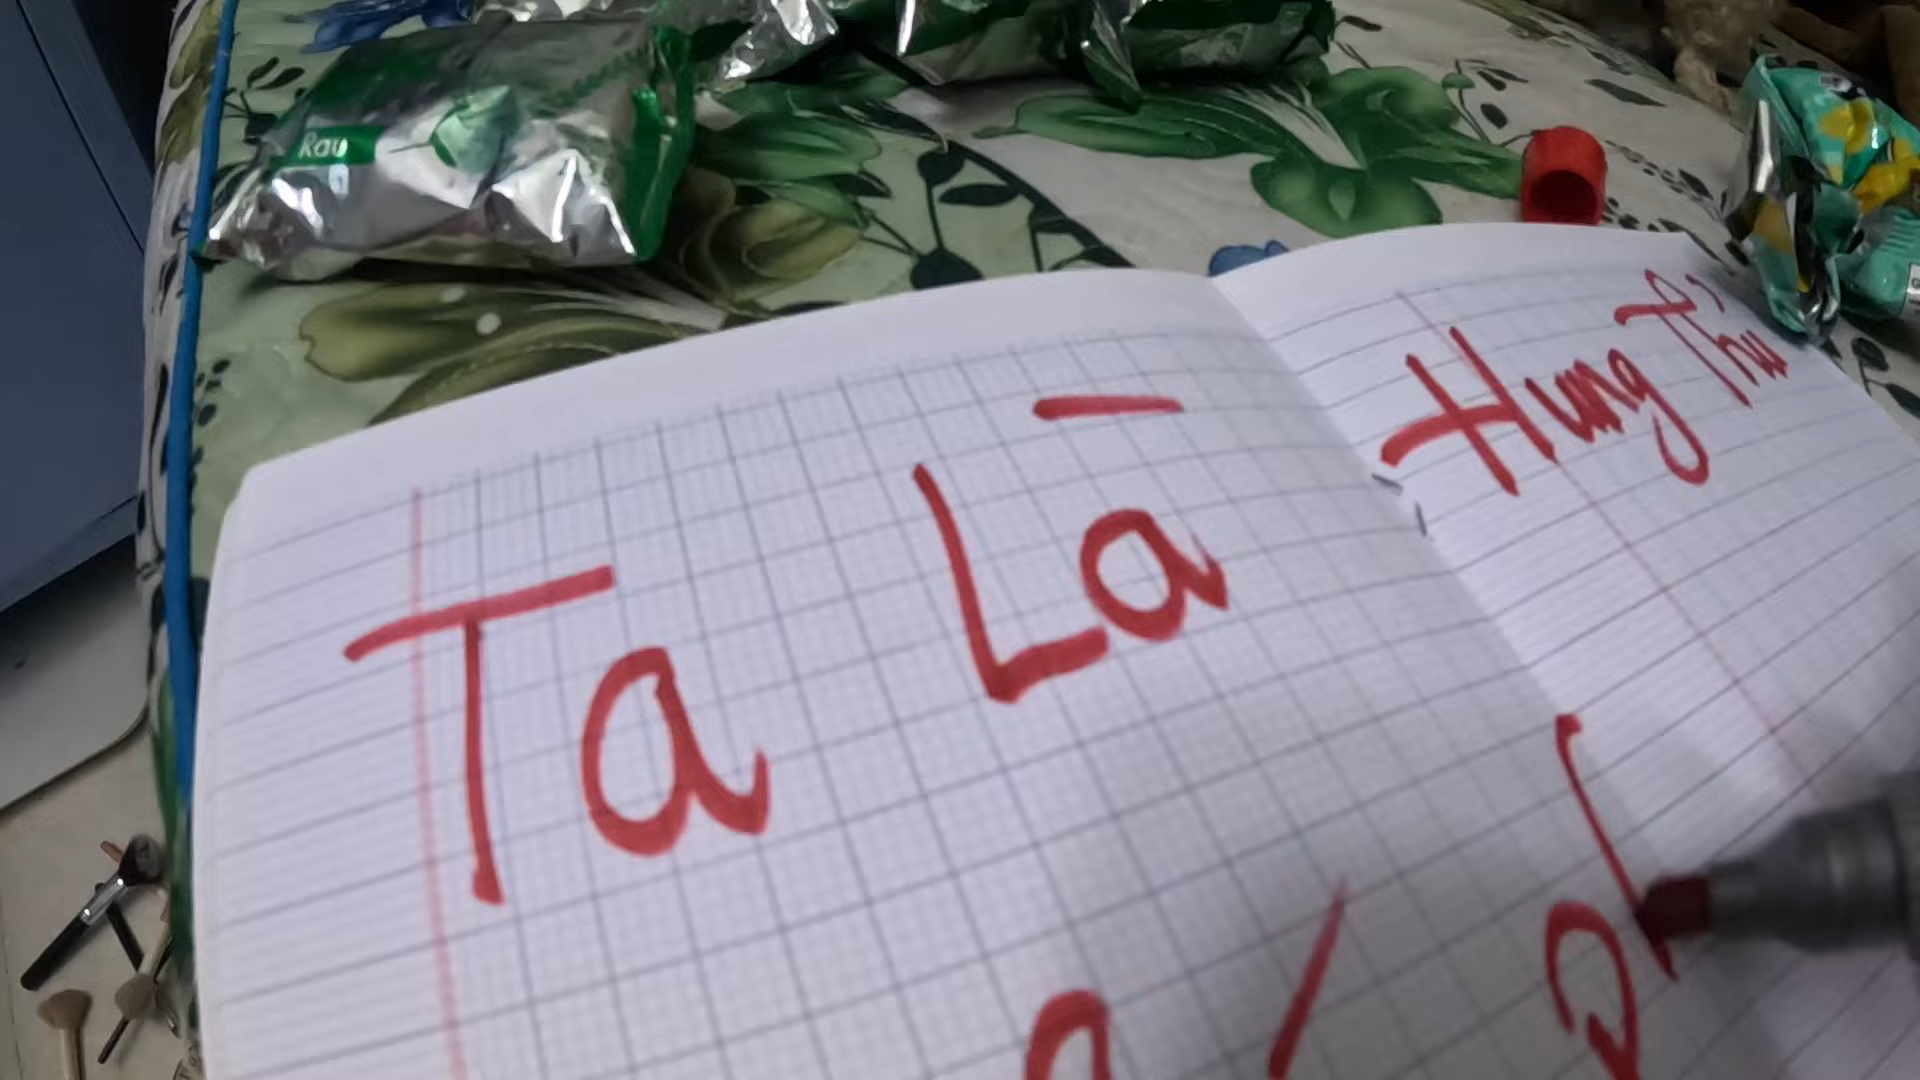 Rau
Ta Là
Hung Thủ